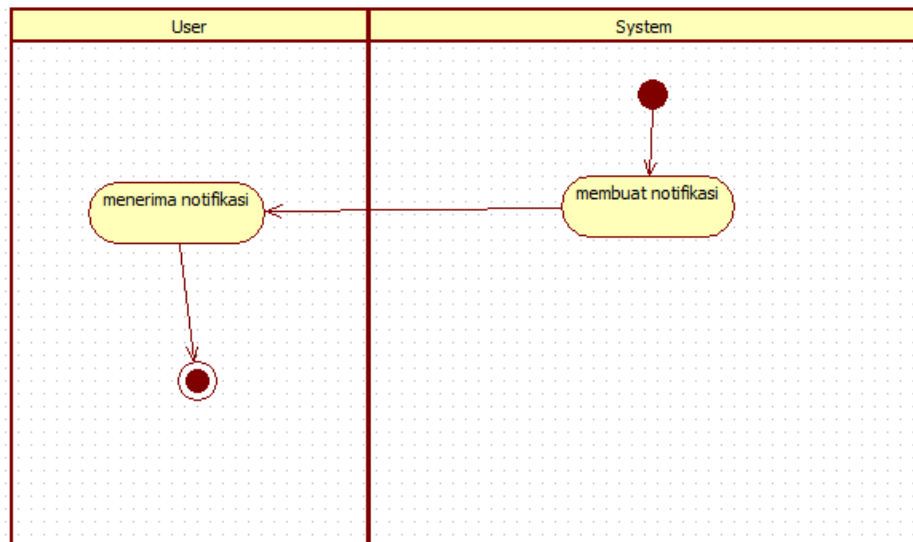 User
System
menerima notifikasi
membuat notifikasi